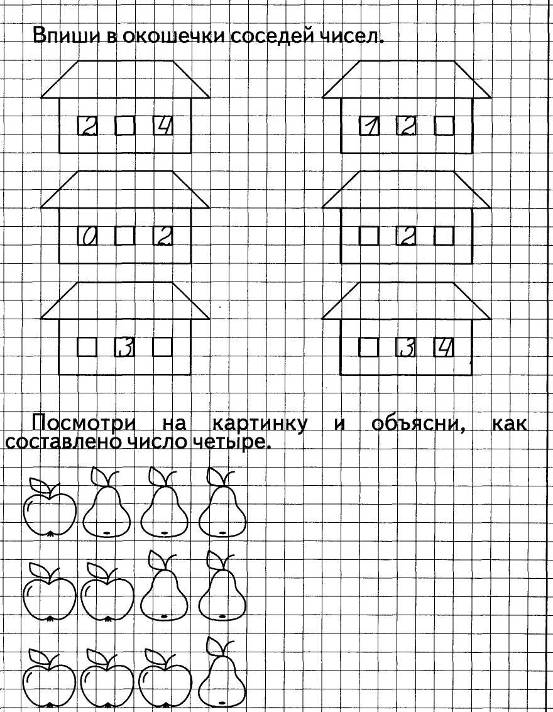 Впиши в окошечки соседей чисел.
2 4
1 2
0 2
2
3
3 4
Посмотри на картинку и объясни, как
составлено число четыре.